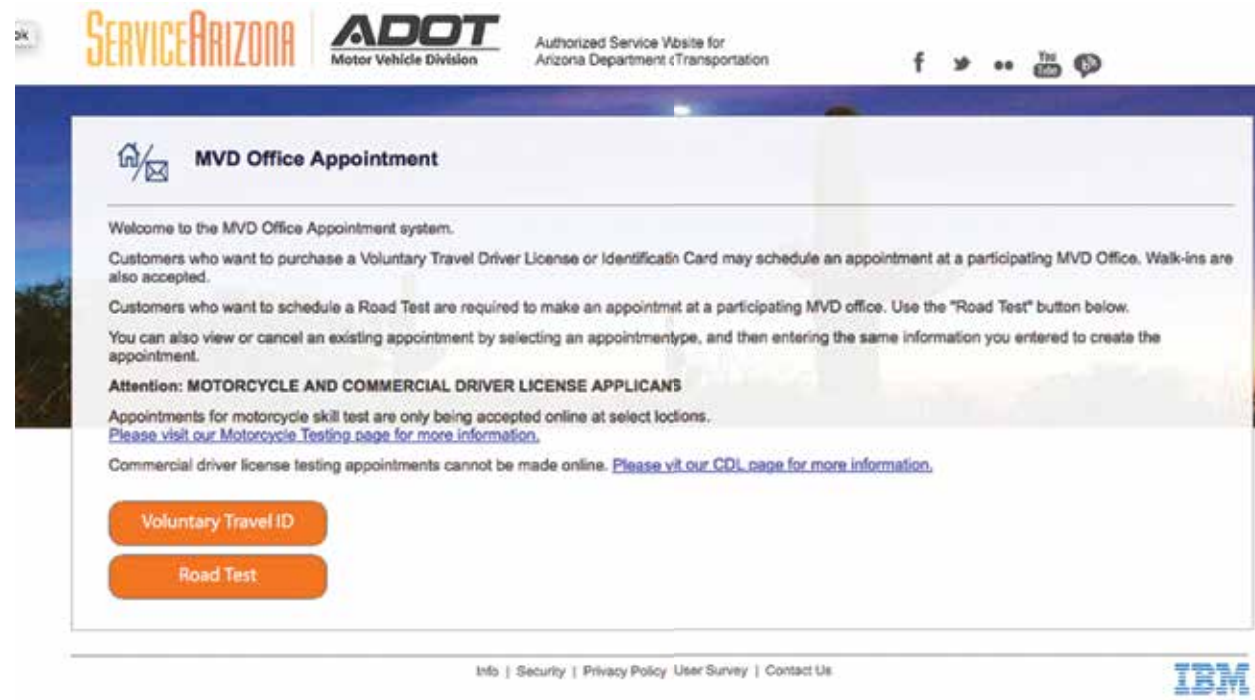 ok
SERVICEARIZONA
ADOT
Motor Vehicle Division
Authorized Service Wbsite for
Arizona Department (Transportation
f
You
Tube
b
MVD Office Appointment
Welcome to the MVD Office Appointment system.
Customers who want to purchase a Voluntary Travel Driver License or Identificatin Card may schedule an appointment at a participating MVD Office. Walk-ins are
also accepted.
Customers who want to schedule a Road Test are required to make an appointmet at a participating MVD office. Use the "Road Test" button below.
You can also view or cancel an existing appointment by selecting an appointmentype, and then entering the same information you entered to create the
appointment.
Attention: MOTORCYCLE AND COMMERCIAL DRIVER LICENSE APPLICANS
Appointments for motorcycle skill test are only being accepted online at select loctions.
Please visit our Motorcycle Testing page for more information.
Commercial driver license testing appointments cannot be made online. Please vit our CDL page for more information.
Voluntary Travel ID
Road Test
Info | Security | Privacy Policy User Survey | Contact Us
IBM